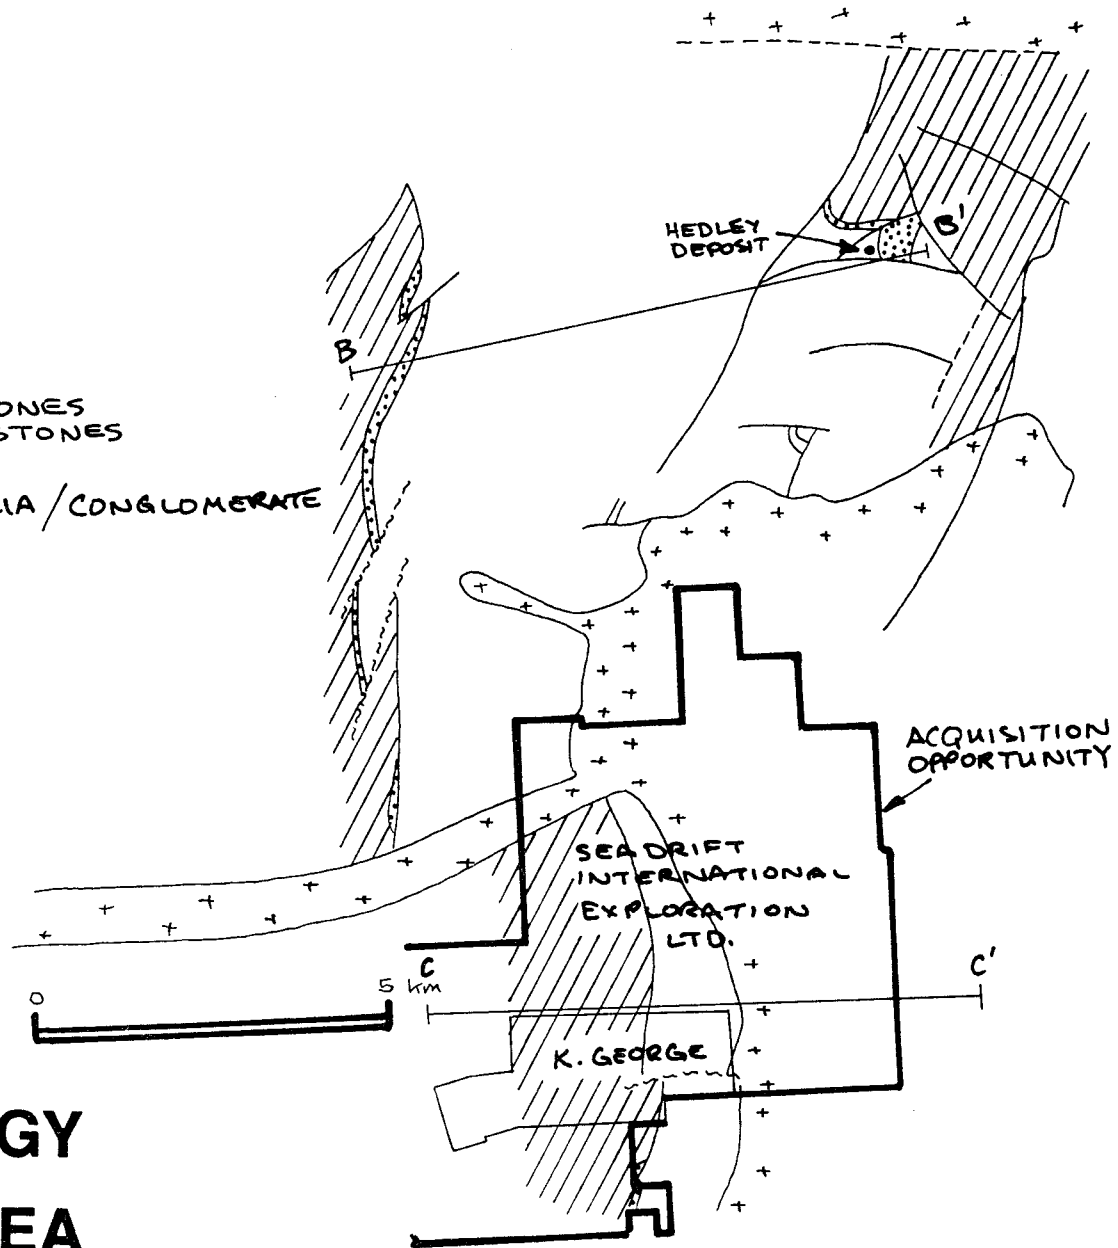 HEDLEY
DEPOSIT
B'
B
ONES
STONES
IA / CONGLOMERATE
ACQUISITION
OPPORTUNITY
SEADRIFT
INTERNATIONAL
EXPLORATION
LTD.
C
C'
0
5 km
K. GEORGE
GY
EA